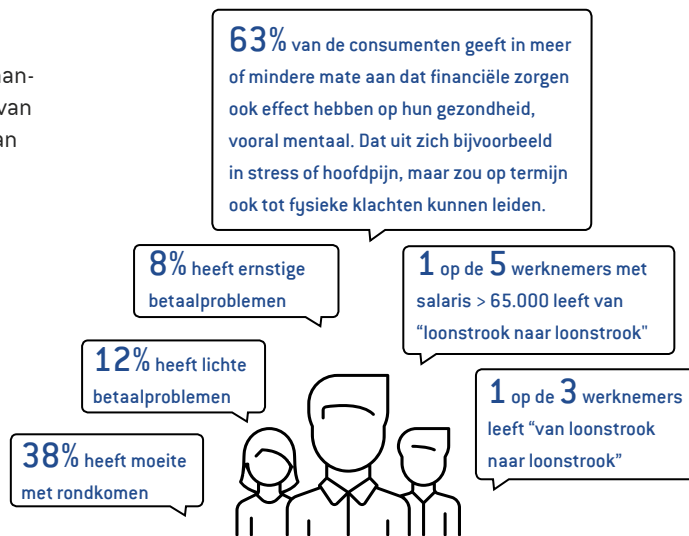 63% van de consumenten geeft in meer
of mindere mate aan dat financiële zorgen
ook effect hebben op hun gezondheid,
vooral mentaal. Dat uit zich bijvoorbeeld
in stress of hoofdpijn, maar zou op termijn
ook tot fysieke klachten kunnen leiden.
van
8% heeft ernstige
betaalproblemen
1 op de 5 werknemers met
salaris > 65.000 leeft van
“loonstrook naar loonstrook"
12% heeft lichte
betaalproblemen
1 op de 3 werknemers
leeft “van loonstrook
naar loonstrook”
38% heeft moeite
met rondkomen